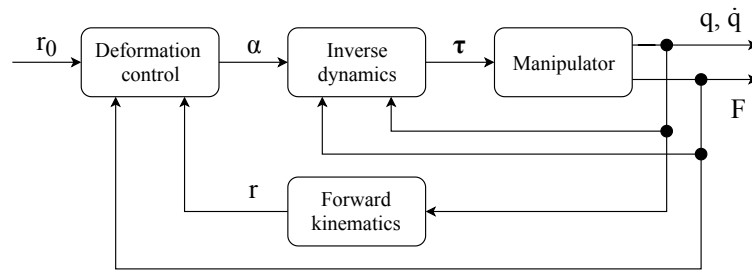 r₀
Deformation
control
α
Inverse
dynamics
τ
Manipulator
q, q̇
F
r
Forward
kinematics